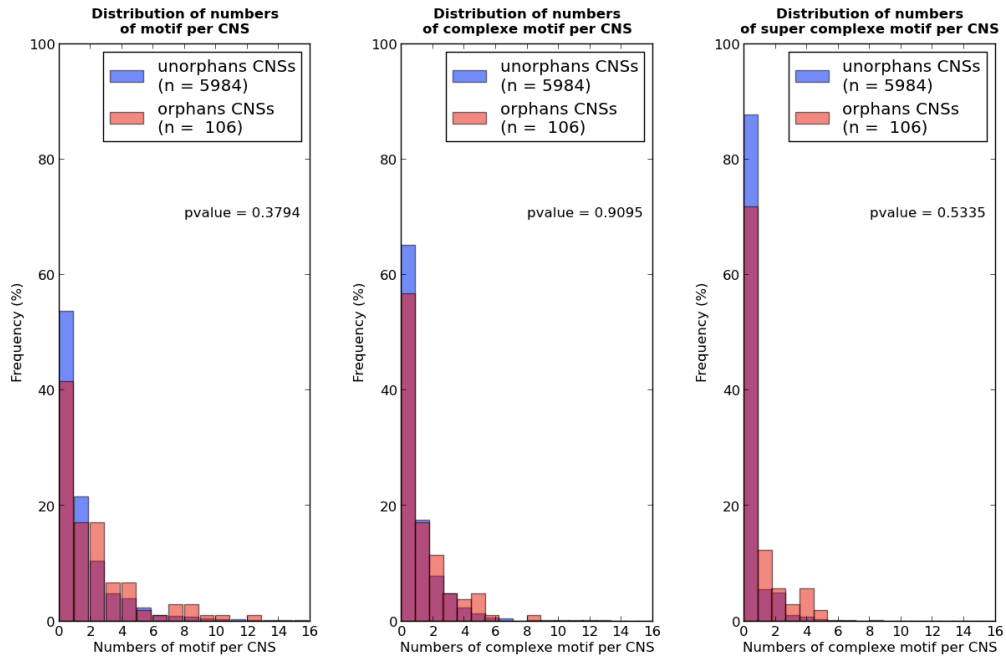 Distribution of numbers
of motif per CNS
100
80
60
40
20
0
Frequency (%)
unorphans CNSs
(n = 5984)
orphans CNSs
(n =  106)
pvalue = 0.3794
0 2 4 6 8 10 12 14 16
Numbers of motif per CNS
Distribution of numbers
of complexe motif per CNS
100
80
60
40
20
0
Frequency (%)
unorphans CNSs
(n = 5984)
orphans CNSs
(n =  106)
pvalue = 0.9095
0 2 4 6 8 10 12 14 16
Numbers of complexe motif per CNS
Distribution of numbers
of super complexe motif per CNS
100
80
60
40
20
0
Frequency (%)
unorphans CNSs
(n = 5984)
orphans CNSs
(n =  106)
pvalue = 0.5335
0 2 4 6 8 10 12 14 16
Numbers of complexe motif per CNS